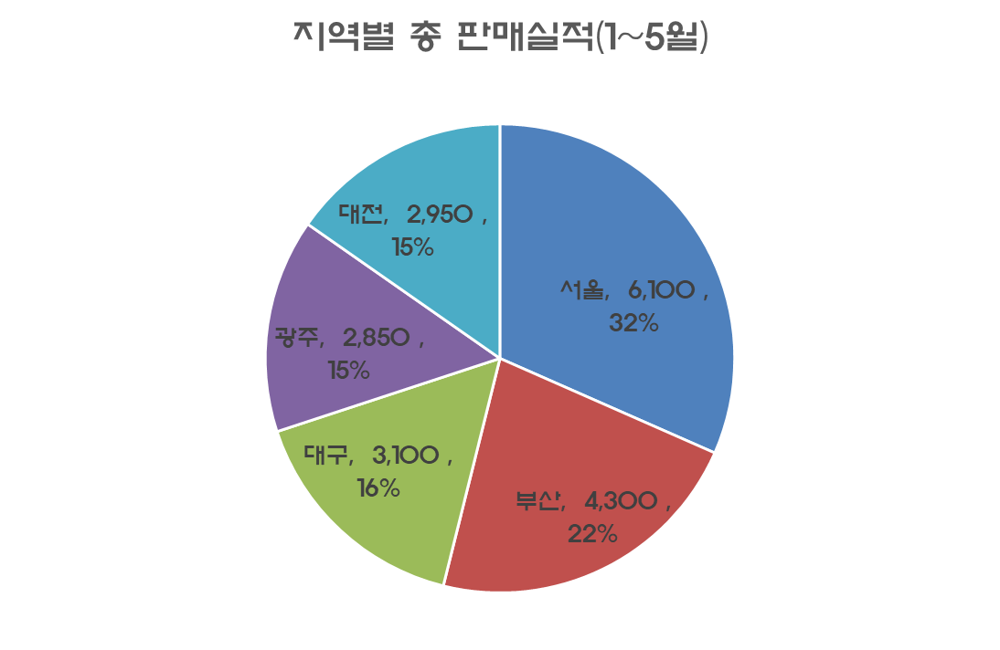 지역별 총 판매실적(1~5월)
대전, 2,950 ,
15%
서울, 6,100 ,
32%
광주, 2,850 ,
15%
대구, 3,100 ,
16%
부산, 4,300 ,
22%